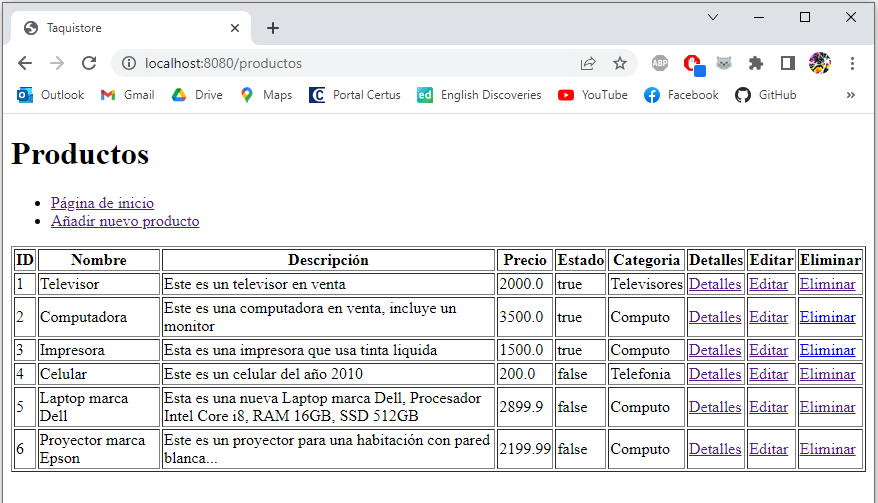 Taquistore
localhost:8080/productos
ABP
Outlook Gmail Drive Maps Portal Certus English Discoveries YouTube Facebook GitHub »
Productos
Página de inicio
Añadir nuevo producto
ID Nombre Descripción Precio Estado Categoria Detalles Editar Eliminar
1 Televisor Este es un televisor en venta 2000.0 true Televisores Detalles Editar Eliminar
2 Computadora Este es una computadora en venta, incluye un
monitor 3500.0 true Computo Detalles Editar Eliminar
3 Impresora Esta es una impresora que usa tinta liquida 1500.0 true Computo Detalles Editar Eliminar
4 Celular Este es un celular del año 2010 200.0 false Telefonia Detalles Editar Eliminar
5 Laptop marca
Dell Esta es una nueva Laptop marca Dell, Procesador
Intel Core i8, RAM 16GB, SSD 512GB 2899.9 false Computo Detalles Editar Eliminar
6 Proyector marca
Epson Este es un proyector para una habitación con pared
blanca... 2199.99 false Computo Detalles Editar Eliminar